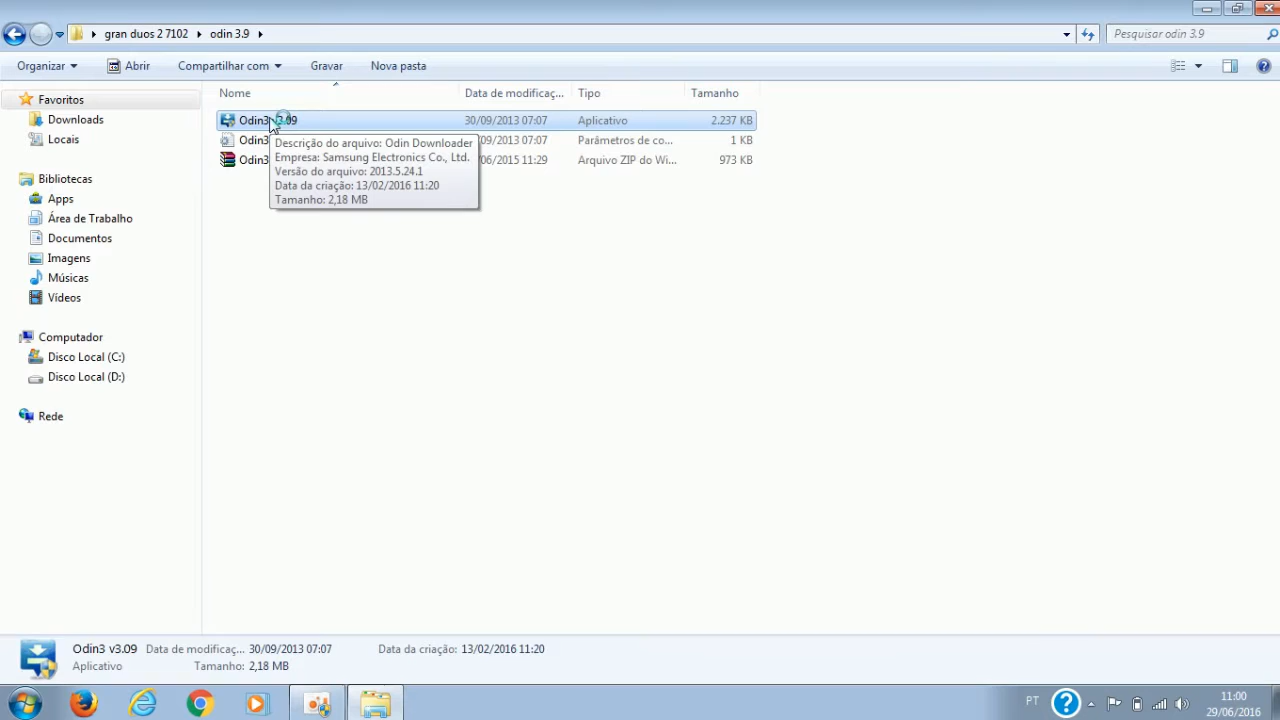 gran duos 2 7102 odin 3.9
Pesquisar odin 3.9
Organizar Abrir Compartilhar com Gravar Nova pasta
Nome Data de modificaç... Tipo Tamanho
Favoritos
Downloads
Locais
Bibliotecas
Apps
Área de Trabalho
Documentos
Imagens
Músicas
Vídeos
Computador
Disco Local (C:)
Disco Local (D:)
Rede
Odin3 v3.09 30/09/2013 07:07 Aplicativo 2.237 KB
Odin3 09/2013 07:07 Parâmetros de co... 1 KB
Odin3 06/2015 11:29 Arquivo ZIP do Wi... 973 KB
Descrição do arquivo: Odin Downloader
Empresa: Samsung Electronics Co., Ltd.
Versão do arquivo: 2013.5.24.1
Data da criação: 13/02/2016 11:20
Tamanho: 2,18 MB
Odin3 v3.09 Data de modificaç... 30/09/2013 07:07 Data da criação: 13/02/2016 11:20
Aplicativo Tamanho: 2,18 MB
PT
11:00
29/06/2016